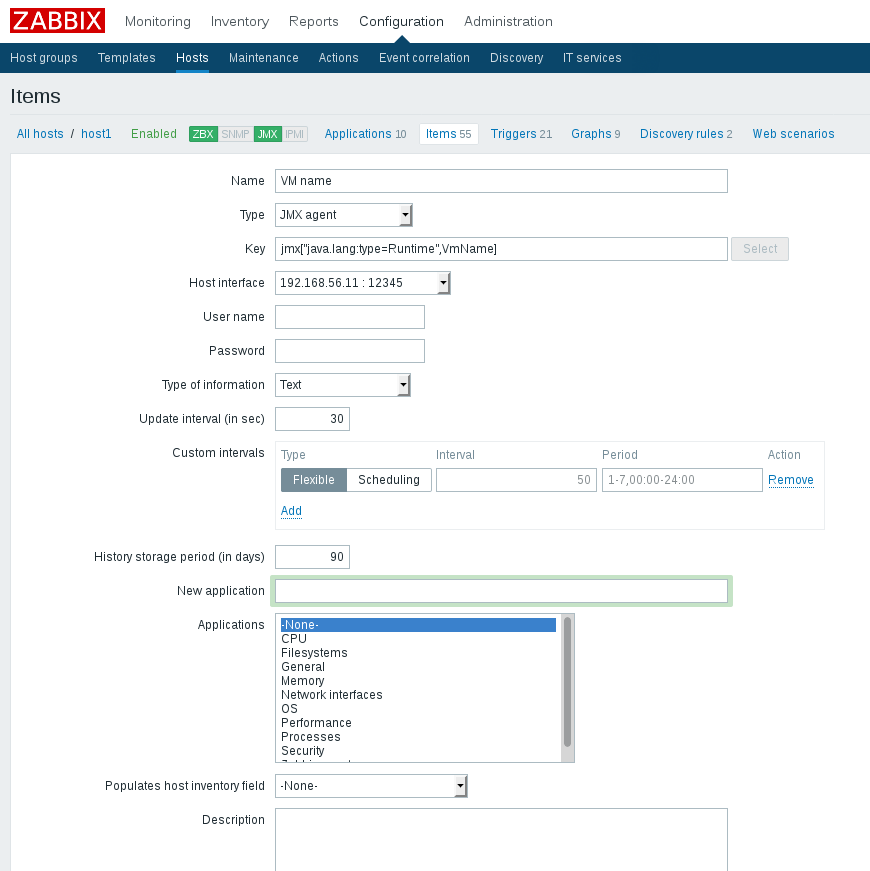 ZABBIX Monitoring Inventory Reports Configuration Administration
Host groups Templates Hosts Maintenance Actions Event correlation Discovery IT services
Items
All hosts / host1 Enabled ZBX SNMP JMX IPMI Applications 10 Items 55 Triggers 21 Graphs 9 Discovery rules 2 Web scenarios
Name VM name
Type JMX agent
Key jmx["java.lang:type=Runtime",VmName] Select
Host interface 192.168.56.11 : 12345
User name
Password
Type of information Text
Update interval (in sec) 30
Custom intervals Type Interval Period Action
Flexible Scheduling 50 1-7,00:00-24:00 Remove
Add
History storage period (in days) 90
New application
Applications -None-
CPU
Filesystems
General
Memory
Network interfaces
OS
Performance
Processes
Security
Populates host inventory field -None-
Description